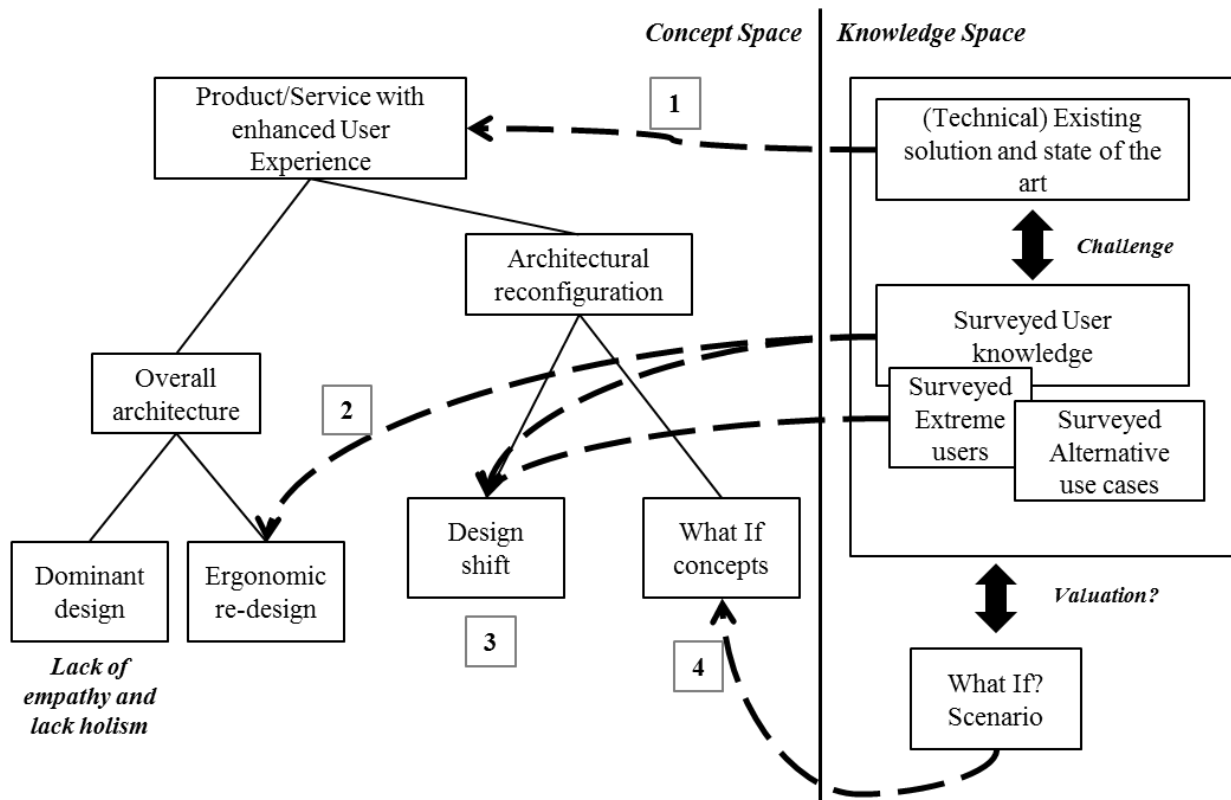 Concept Space
Knowledge Space
Product/Service with
enhanced User
Experience
1
(Technical) Existing
solution and state of the
art
Challenge
Architectural
reconfiguration
Surveyed User
knowledge
Overall
architecture
2
Surveyed
Extreme
users
Surveyed
Alternative
use cases
Dominant
design
Ergonomic
re-design
Design
shift
What If
concepts
Valuation?
3
4
Lack of
empathy and
lack holism
What If?
Scenario